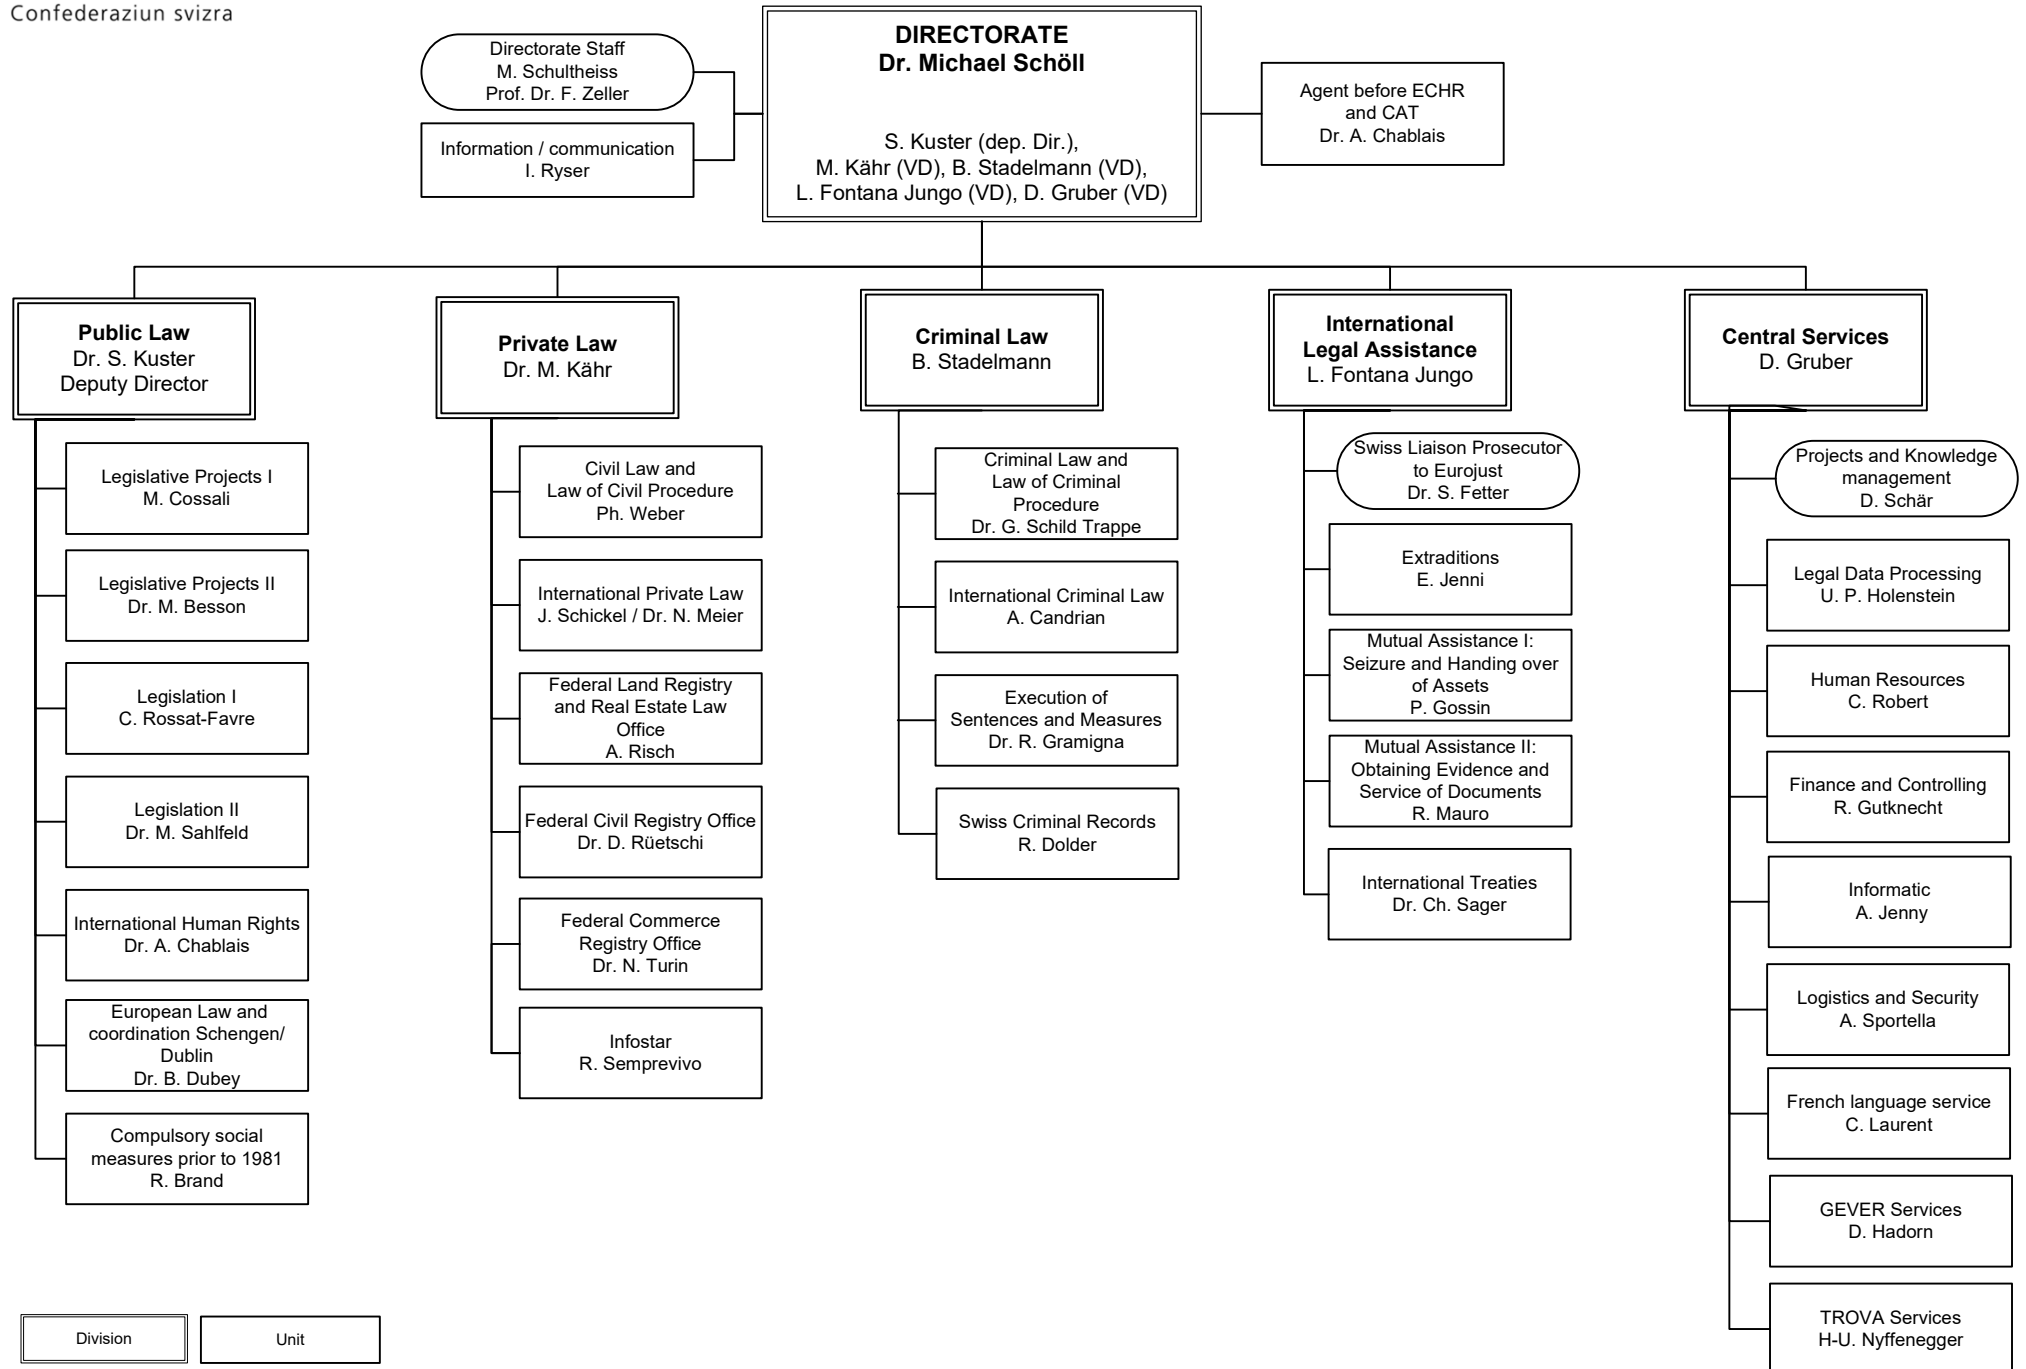 Confederaziun svizra
DIRECTORATE
Dr. Michael Schöll
S. Kuster (dep. Dir.),
M. Kähr (VD), B. Stadelmann (VD),
L. Fontana Jungo (VD), D. Gruber (VD)
Directorate Staff
M. Schultheiss
Prof. Dr. F. Zeller
Information / communication
I. Ryser
Agent before ECHR
and CAT
Dr. A. Chablais
Public Law
Dr. S. Kuster
Deputy Director
Legislative Projects I
M. Cossali
Legislative Projects II
Dr. M. Besson
Legislation I
C. Rossat-Favre
Legislation II
Dr. M. Sahlfeld
International Human Rights
Dr. A. Chablais
European Law and
coordination Schengen/
Dublin
Dr. B. Dubey
Compulsory social
measures prior to 1981
R. Brand
Private Law
Dr. M. Kähr
Civil Law and
Law of Civil Procedure
Ph. Weber
International Private Law
J. Schickel / Dr. N. Meier
Federal Land Registry
and Real Estate Law
Office
A. Risch
Federal Civil Registry Office
Dr. D. Rüetschi
Federal Commerce
Registry Office
Dr. N. Turin
Infostar
R. Semprevivo
Criminal Law
B. Stadelmann
Criminal Law and
Law of Criminal
Procedure
Dr. G. Schild Trappe
International Criminal Law
A. Candrian
Execution of
Sentences and Measures
Dr. R. Gramigna
Swiss Criminal Records
R. Dolder
International
Legal Assistance
L. Fontana Jungo
Swiss Liaison Prosecutor
to Eurojust
Dr. S. Fetter
Extraditions
E. Jenni
Mutual Assistance I:
Seizure and Handing over
of Assets
P. Gossin
Mutual Assistance II:
Obtaining Evidence and
Service of Documents
R. Mauro
International Treaties
Dr. Ch. Sager
Central Services
D. Gruber
Projects and Knowledge
management
D. Schär
Legal Data Processing
U. P. Holenstein
Human Resources
C. Robert
Finance and Controlling
R. Gutknecht
Informatic
A. Jenny
Logistics and Security
A. Sportella
French language service
C. Laurent
GEVER Services
D. Hadorn
TROVA Services
H-U. Nyffenegger
Division
Unit